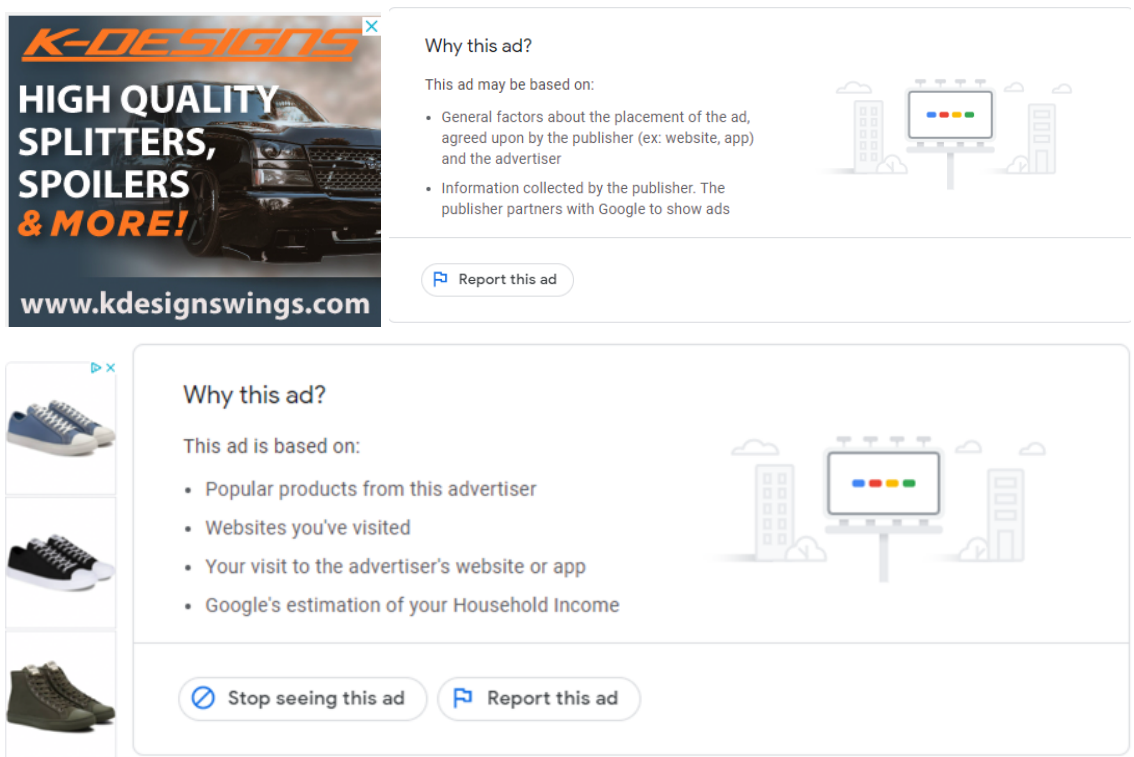 K-DESIGNS
HIGH QUALITY
SPLITTERS,
SPOILERS
& MORE!
www.kdesignswings.com
Why this ad?
This ad may be based on:
General factors about the placement of the ad,
agreed upon by the publisher (ex: website, app)
and the advertiser
Information collected by the publisher. The
publisher partners with Google to show ads
Report this ad
Why this ad?
This ad is based on:
Popular products from this advertiser
Websites you've visited
Your visit to the advertiser's website or app
Google's estimation of your Household Income
Stop seeing this ad
Report this ad